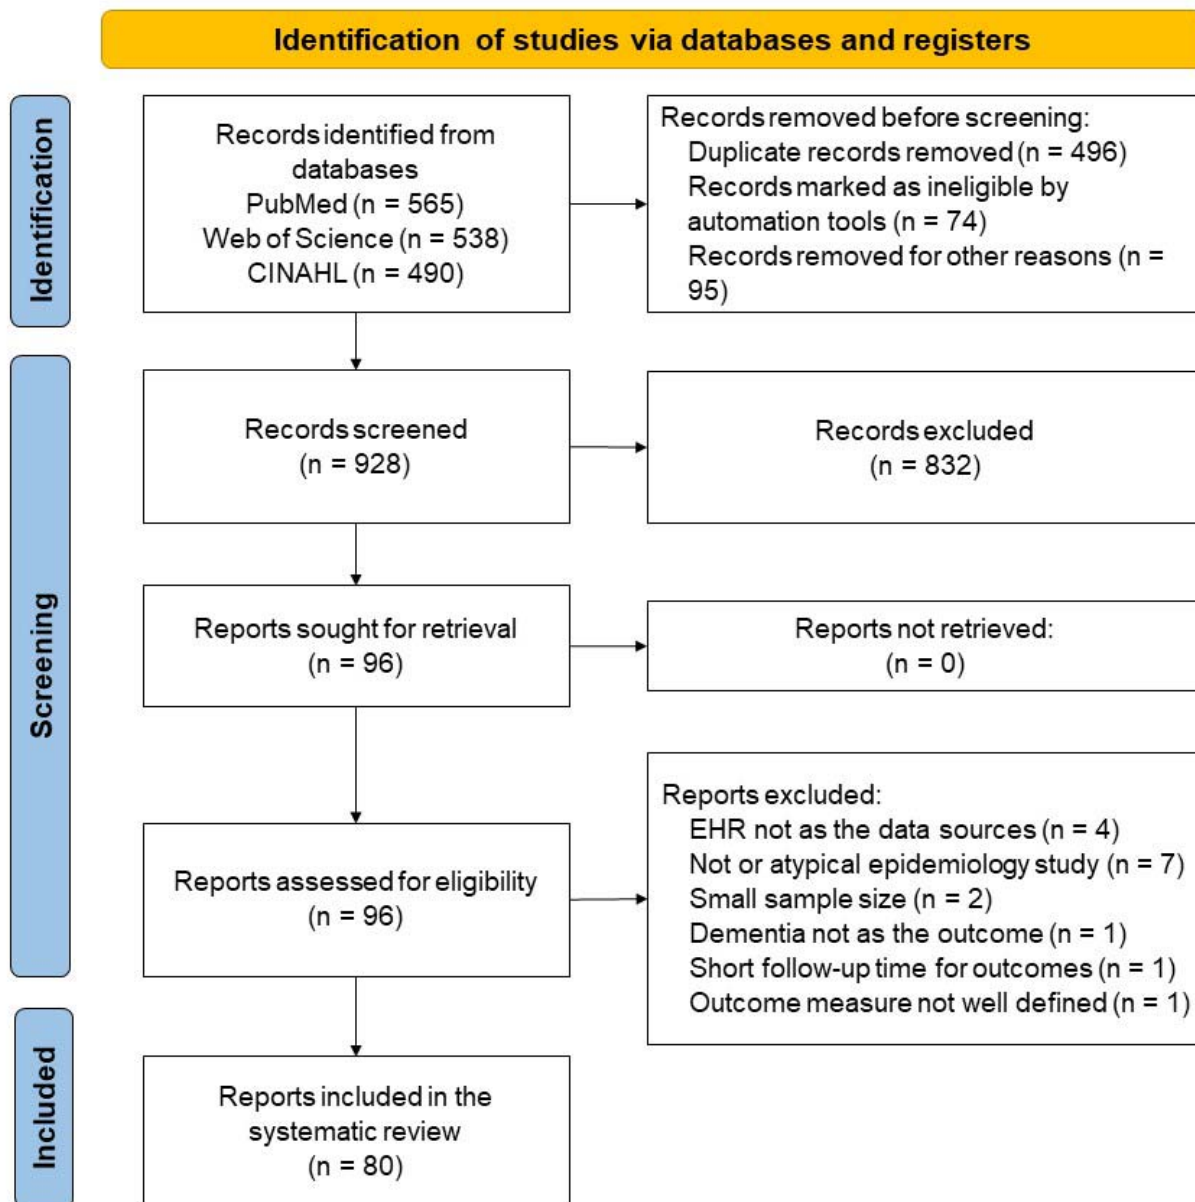 Identification of studies via databases and registers
Identification
Records identified from
databases
PubMed (n = 565)
Web of Science (n = 538)
CINAHL (n = 490)
Records removed before screening:
Duplicate records removed (n = 496)
Records marked as ineligible by
automation tools (n = 74)
Records removed for other reasons (n =
95)
Screening
Records screened
(n = 928)
Records excluded
(n = 832)
Reports sought for retrieval
(n = 96)
Reports not retrieved:
(n = 0)
Reports assessed for eligibility
(n = 96)
Reports excluded:
EHR not as the data sources (n = 4)
Not or atypical epidemiology study (n = 7)
Small sample size (n = 2)
Dementia not as the outcome (n = 1)
Short follow-up time for outcomes (n = 1)
Outcome measure not well defined (n = 1)
Included
Reports included in the
systematic review
(n = 80)